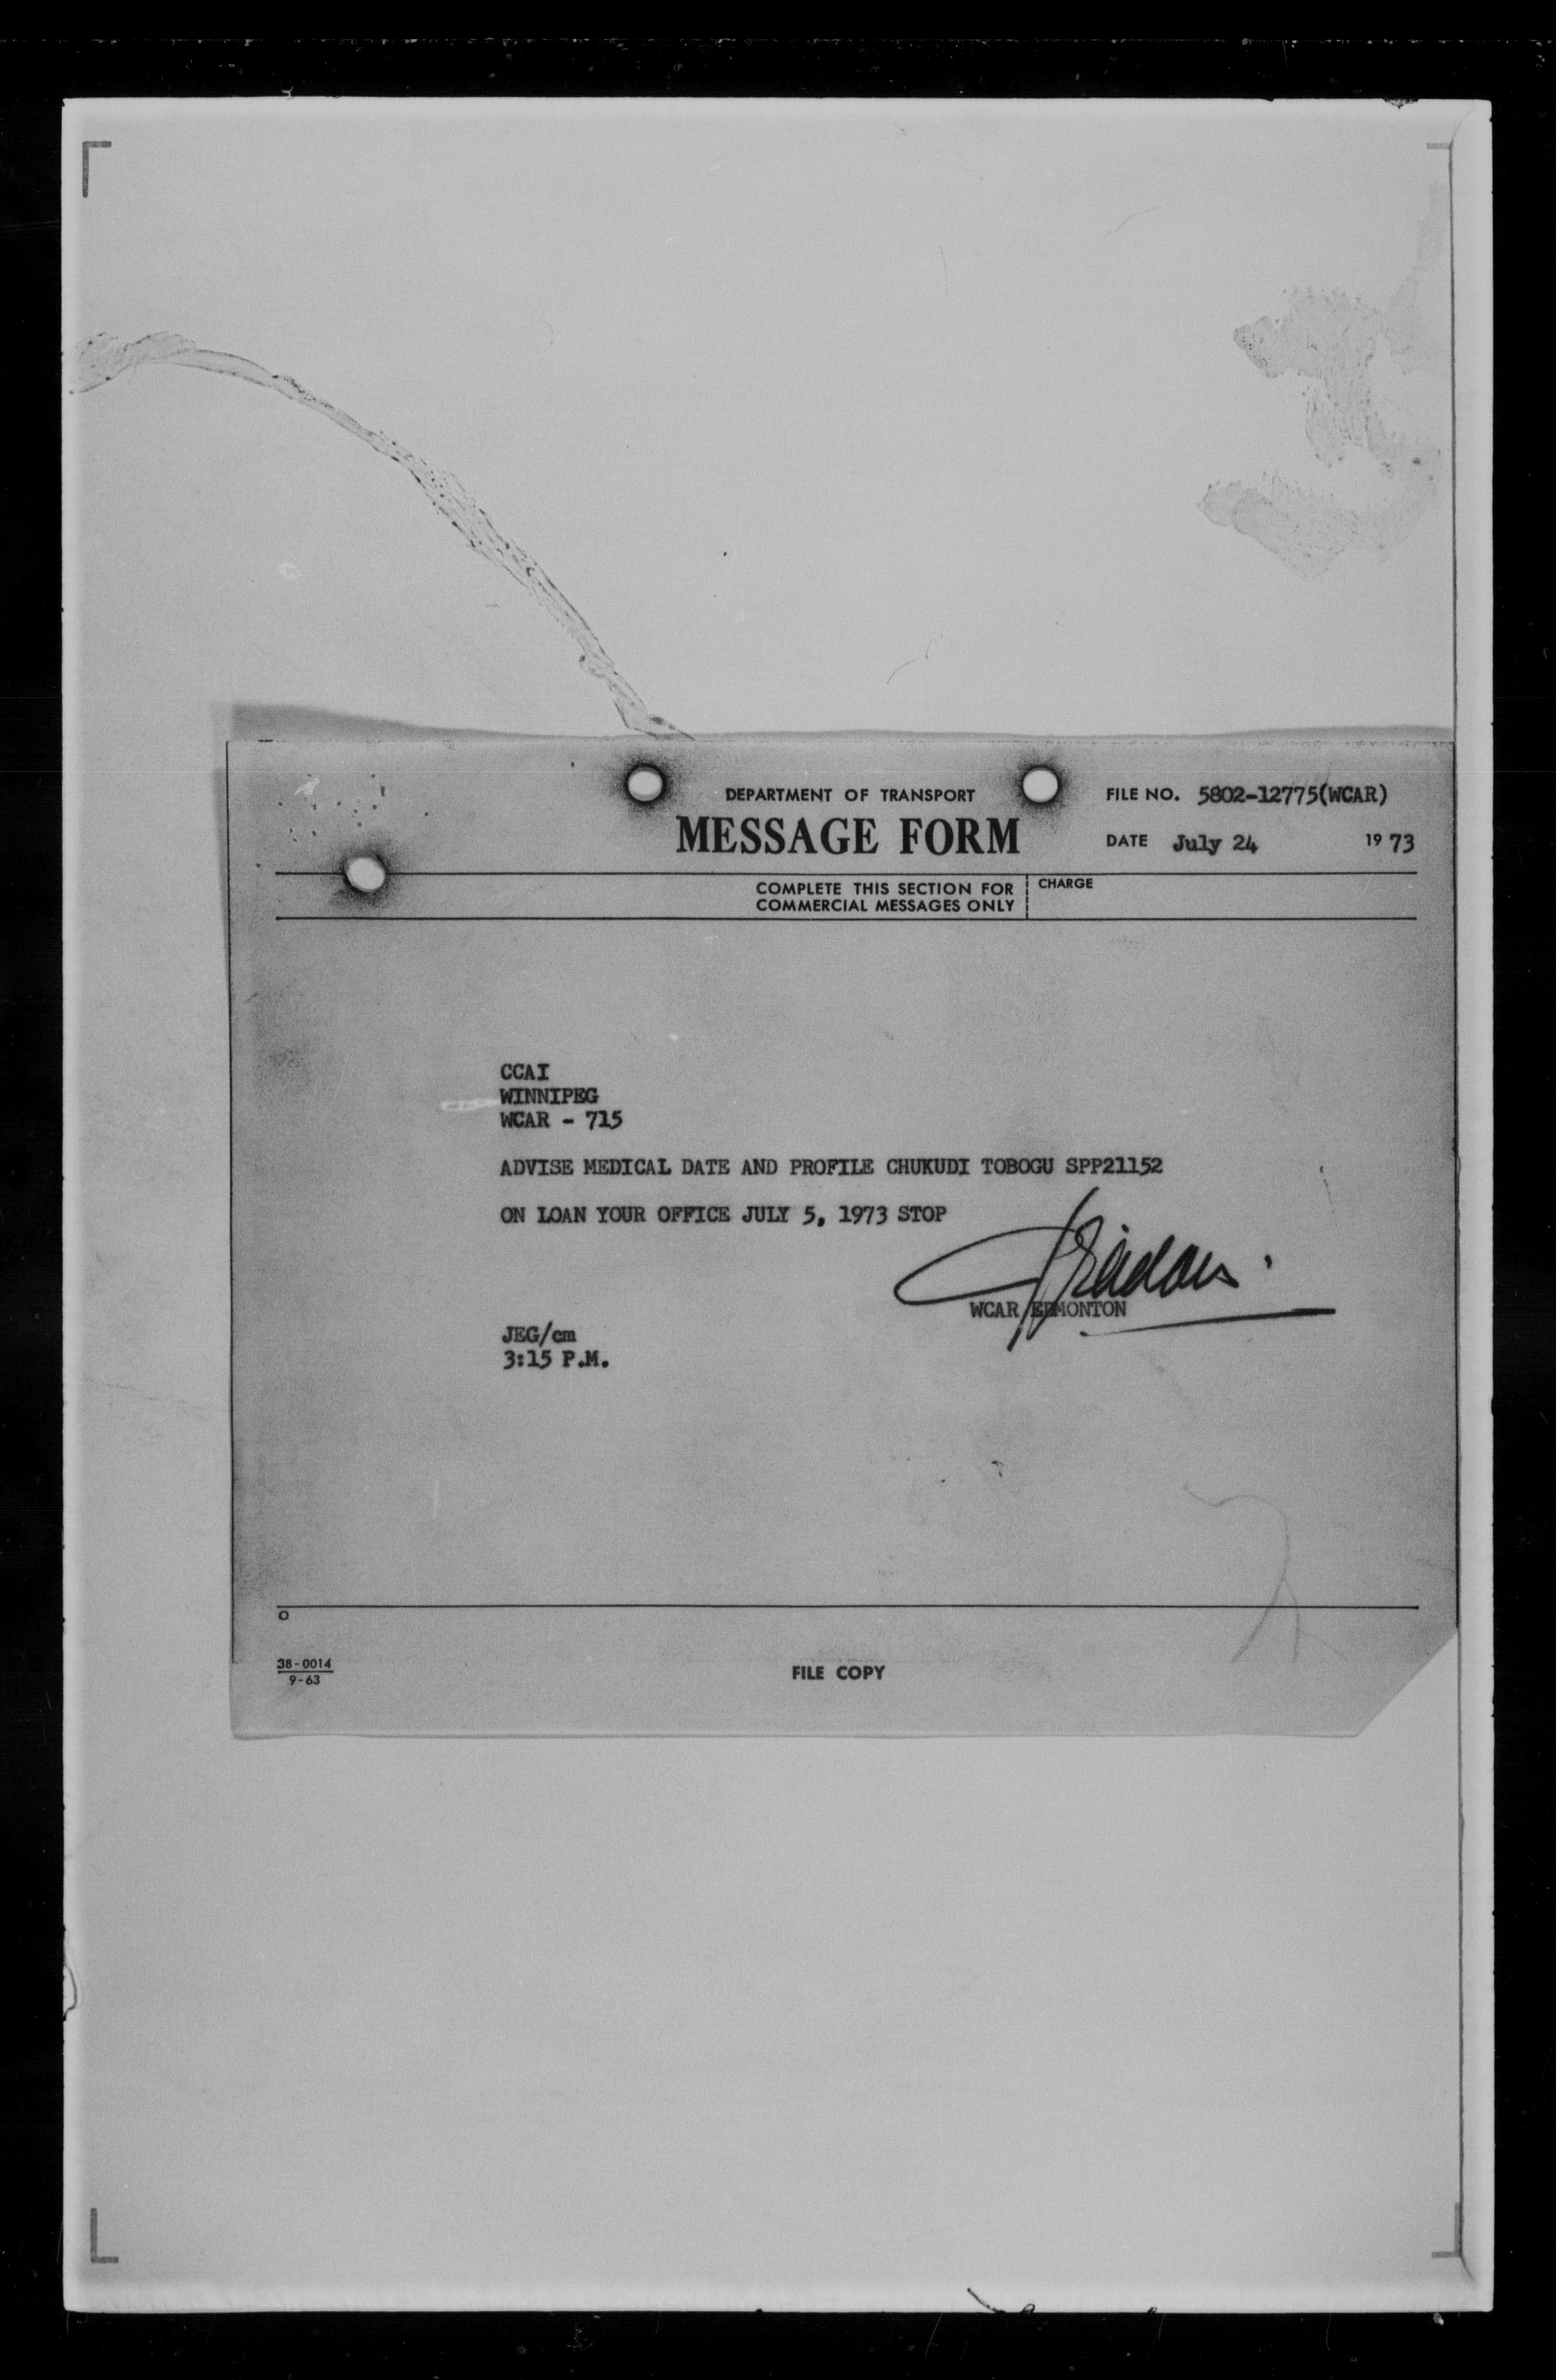 DEPARTMENT OF TRANSPORT
MESSAGE FORM
FILE NO. 5802-12775(WCAR)
DATE July 24 1973
COMPLETE THIS SECTION FOR
COMMERCIAL MESSAGES ONLY
CHARGE
CCAI
WINNIPEG
WCAR - 715
ADVISE MEDICAL DATE AND PROFILE CHUKUDI TOBOGU SPP21152
ON LOAN YOUR OFFICE JULY 5, 1973 STOP
WCAR EDMONTON
JEG/cm
3:15 P.M.
O
38-0014
9-63
FILE COPY